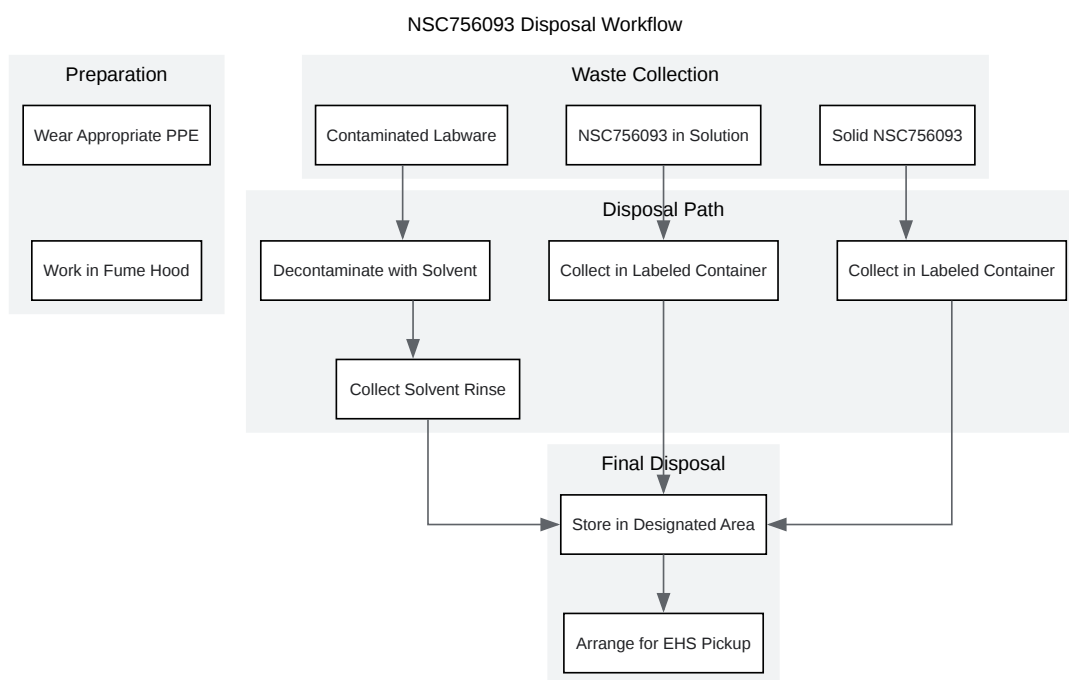 NSC756093 Disposal Workflow
Preparation
Waste Collection
Wear Appropriate PPE
Contaminated Labware
NSC756093 in Solution
Solid NSC756093
Disposal Path
Work in Fume Hood
Decontaminate with Solvent
Collect in Labeled Container
Collect in Labeled Container
Collect Solvent Rinse
Final Disposal
Store in Designated Area
Arrange for EHS Pickup